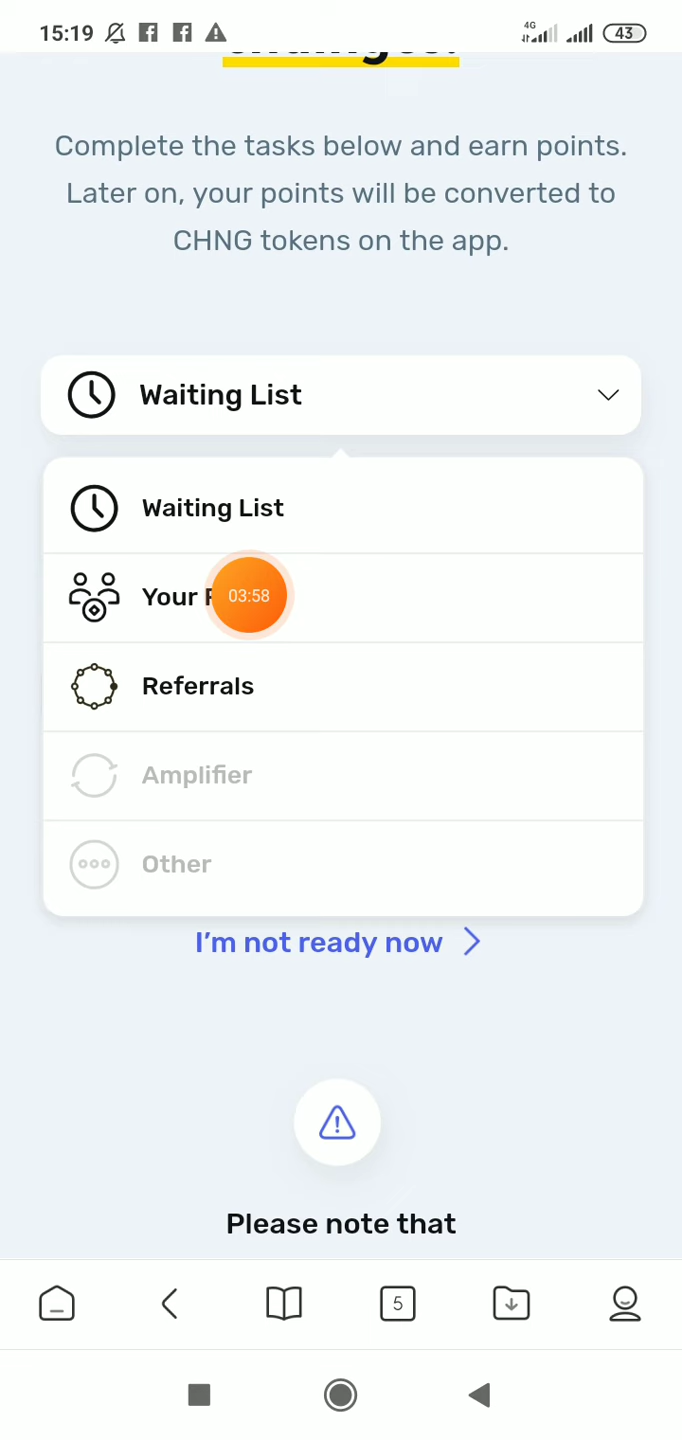 15:19
4G
43
Complete the tasks below and earn points.
Later on, your points will be converted to
CHNG tokens on the app.
Waiting List
Waiting List
Your
03:58
Referrals
Amplifier
Other
I'm not ready now
Please note that
5